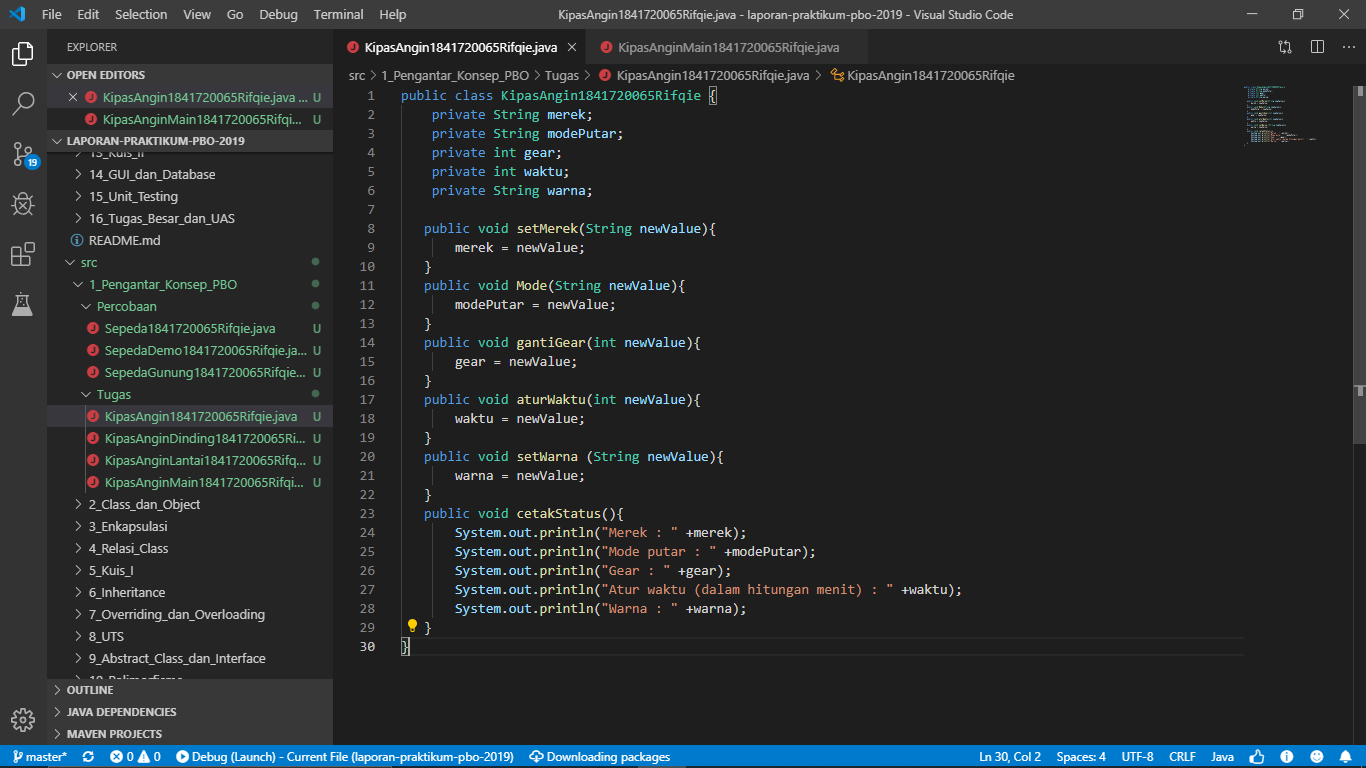 File Edit Selection View Go Debug Terminal Help KipasAngin1841720065Rifqie.java - laporan-praktikum-pbo-2019 - Visual Studio Code
EXPLORER
OPEN EDITORS
KipasAngin1841720065Rifqie.java ... U
KipasAnginMain1841720065Rifqi... U
LAPORAN-PRAKTIKUM-PBO-2019
14_GUI_dan_Database
15_Unit_Testing
16_Tugas_Besar_dan_UAS
README.md
src
1_Pengantar_Konsep_PBO
Percobaan
Sepeda1841720065Rifqie.java U
SepedaDemo1841720065Rifqie.ja... U
SepedaGunung1841720065Rifqie... U
Tugas
KipasAngin1841720065Rifqie.java U
KipasAnginDinding1841720065Ri... U
KipasAnginLantai1841720065Rifq... U
KipasAnginMain1841720065Rifqi... U
2_Class_dan_Object
3_Enkapsulasi
4_Relasi_Class
5_Kuis_I
6_Inheritance
7_Overriding_dan_Overloading
8_UTS
9_Abstract_Class_dan_Interface
OUTLINE
JAVA DEPENDENCIES
MAVEN PROJECTS
19
KipasAngin1841720065Rifqie.java KipasAnginMain1841720065Rifqie.java
src > 1_Pengantar_Konsep_PBO > Tugas > KipasAngin1841720065Rifqie.java > KipasAngin1841720065Rifqie
1 public class KipasAngin1841720065Rifqie {
2 private String merek;
3 private String modePutar;
4 private int gear;
5 private int waktu;
6 private String warna;
7
8 public void setMerek(String newValue){
9 merek = newValue;
10 }
11 public void Mode(String newValue){
12 modePutar = newValue;
13 }
14 public void gantiGear(int newValue){
15 gear = newValue;
16 }
17 public void aturWaktu(int newValue){
18 waktu = newValue;
19 }
20 public void setWarna (String newValue){
21 warna = newValue;
22 }
23 public void cetakStatus(){
24 System.out.println("Merek : " +merek);
25 System.out.println("Mode putar : " +modePutar);
26 System.out.println("Gear : " +gear);
27 System.out.println("Atur waktu (dalam hitungan menit) : " +waktu);
28 System.out.println("Warna : " +warna);
29 }
30 }
master* 0 0 Debug (Launch) - Current File (laporan-praktikum-pbo-2019) Downloading packages Ln 30, Col 2 Spaces: 4 UTF-8 CRLF Java